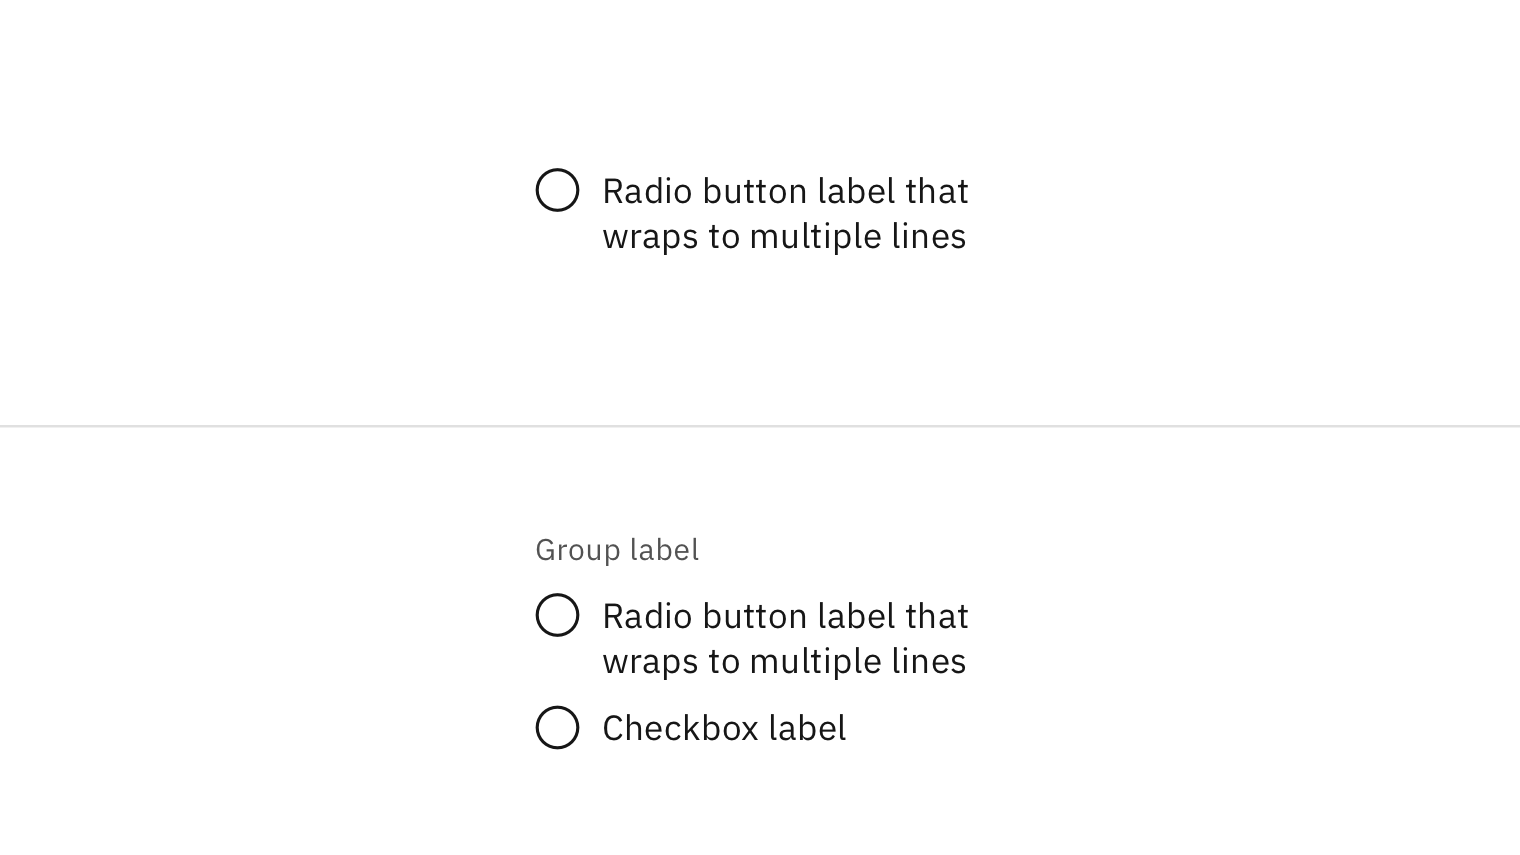 Radio button label that
wraps to multiple lines
Group label
Radio button label that
wraps to multiple lines
Checkbox label